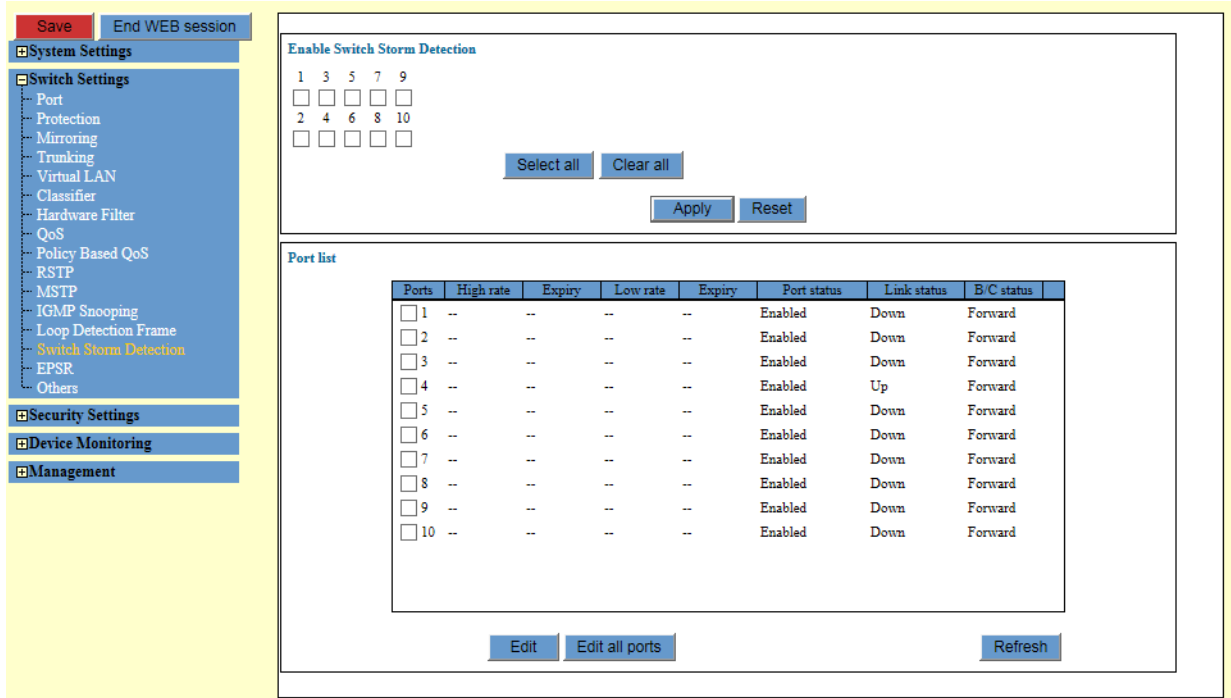 Save End WEB session
System Settings
Switch Settings
Port
Protection
Mirroring
Trunking
Virtual LAN
Classifier
Hardware Filter
QoS
Policy Based QoS
RSTP
MSTP
IGMP Snooping
Loop Detection Frame
Switch Storm Detection
EPSR
Others
Security Settings
Device Monitoring
Management
Enable Switch Storm Detection
1 3 5 7 9
2 4 6 8 10
Select all Clear all
Apply Reset
Port list
Ports High rate Expiry Low rate Expiry Port status Link status B/C status
1 -- -- -- -- Enabled Down Forward
2 -- -- -- -- Enabled Down Forward
3 -- -- -- -- Enabled Down Forward
4 -- -- -- -- Enabled Up Forward
5 -- -- -- -- Enabled Down Forward
6 -- -- -- -- Enabled Down Forward
7 -- -- -- -- Enabled Down Forward
8 -- -- -- -- Enabled Down Forward
9 -- -- -- -- Enabled Down Forward
10 -- -- -- -- Enabled Down Forward
Edit Edit all ports Refresh